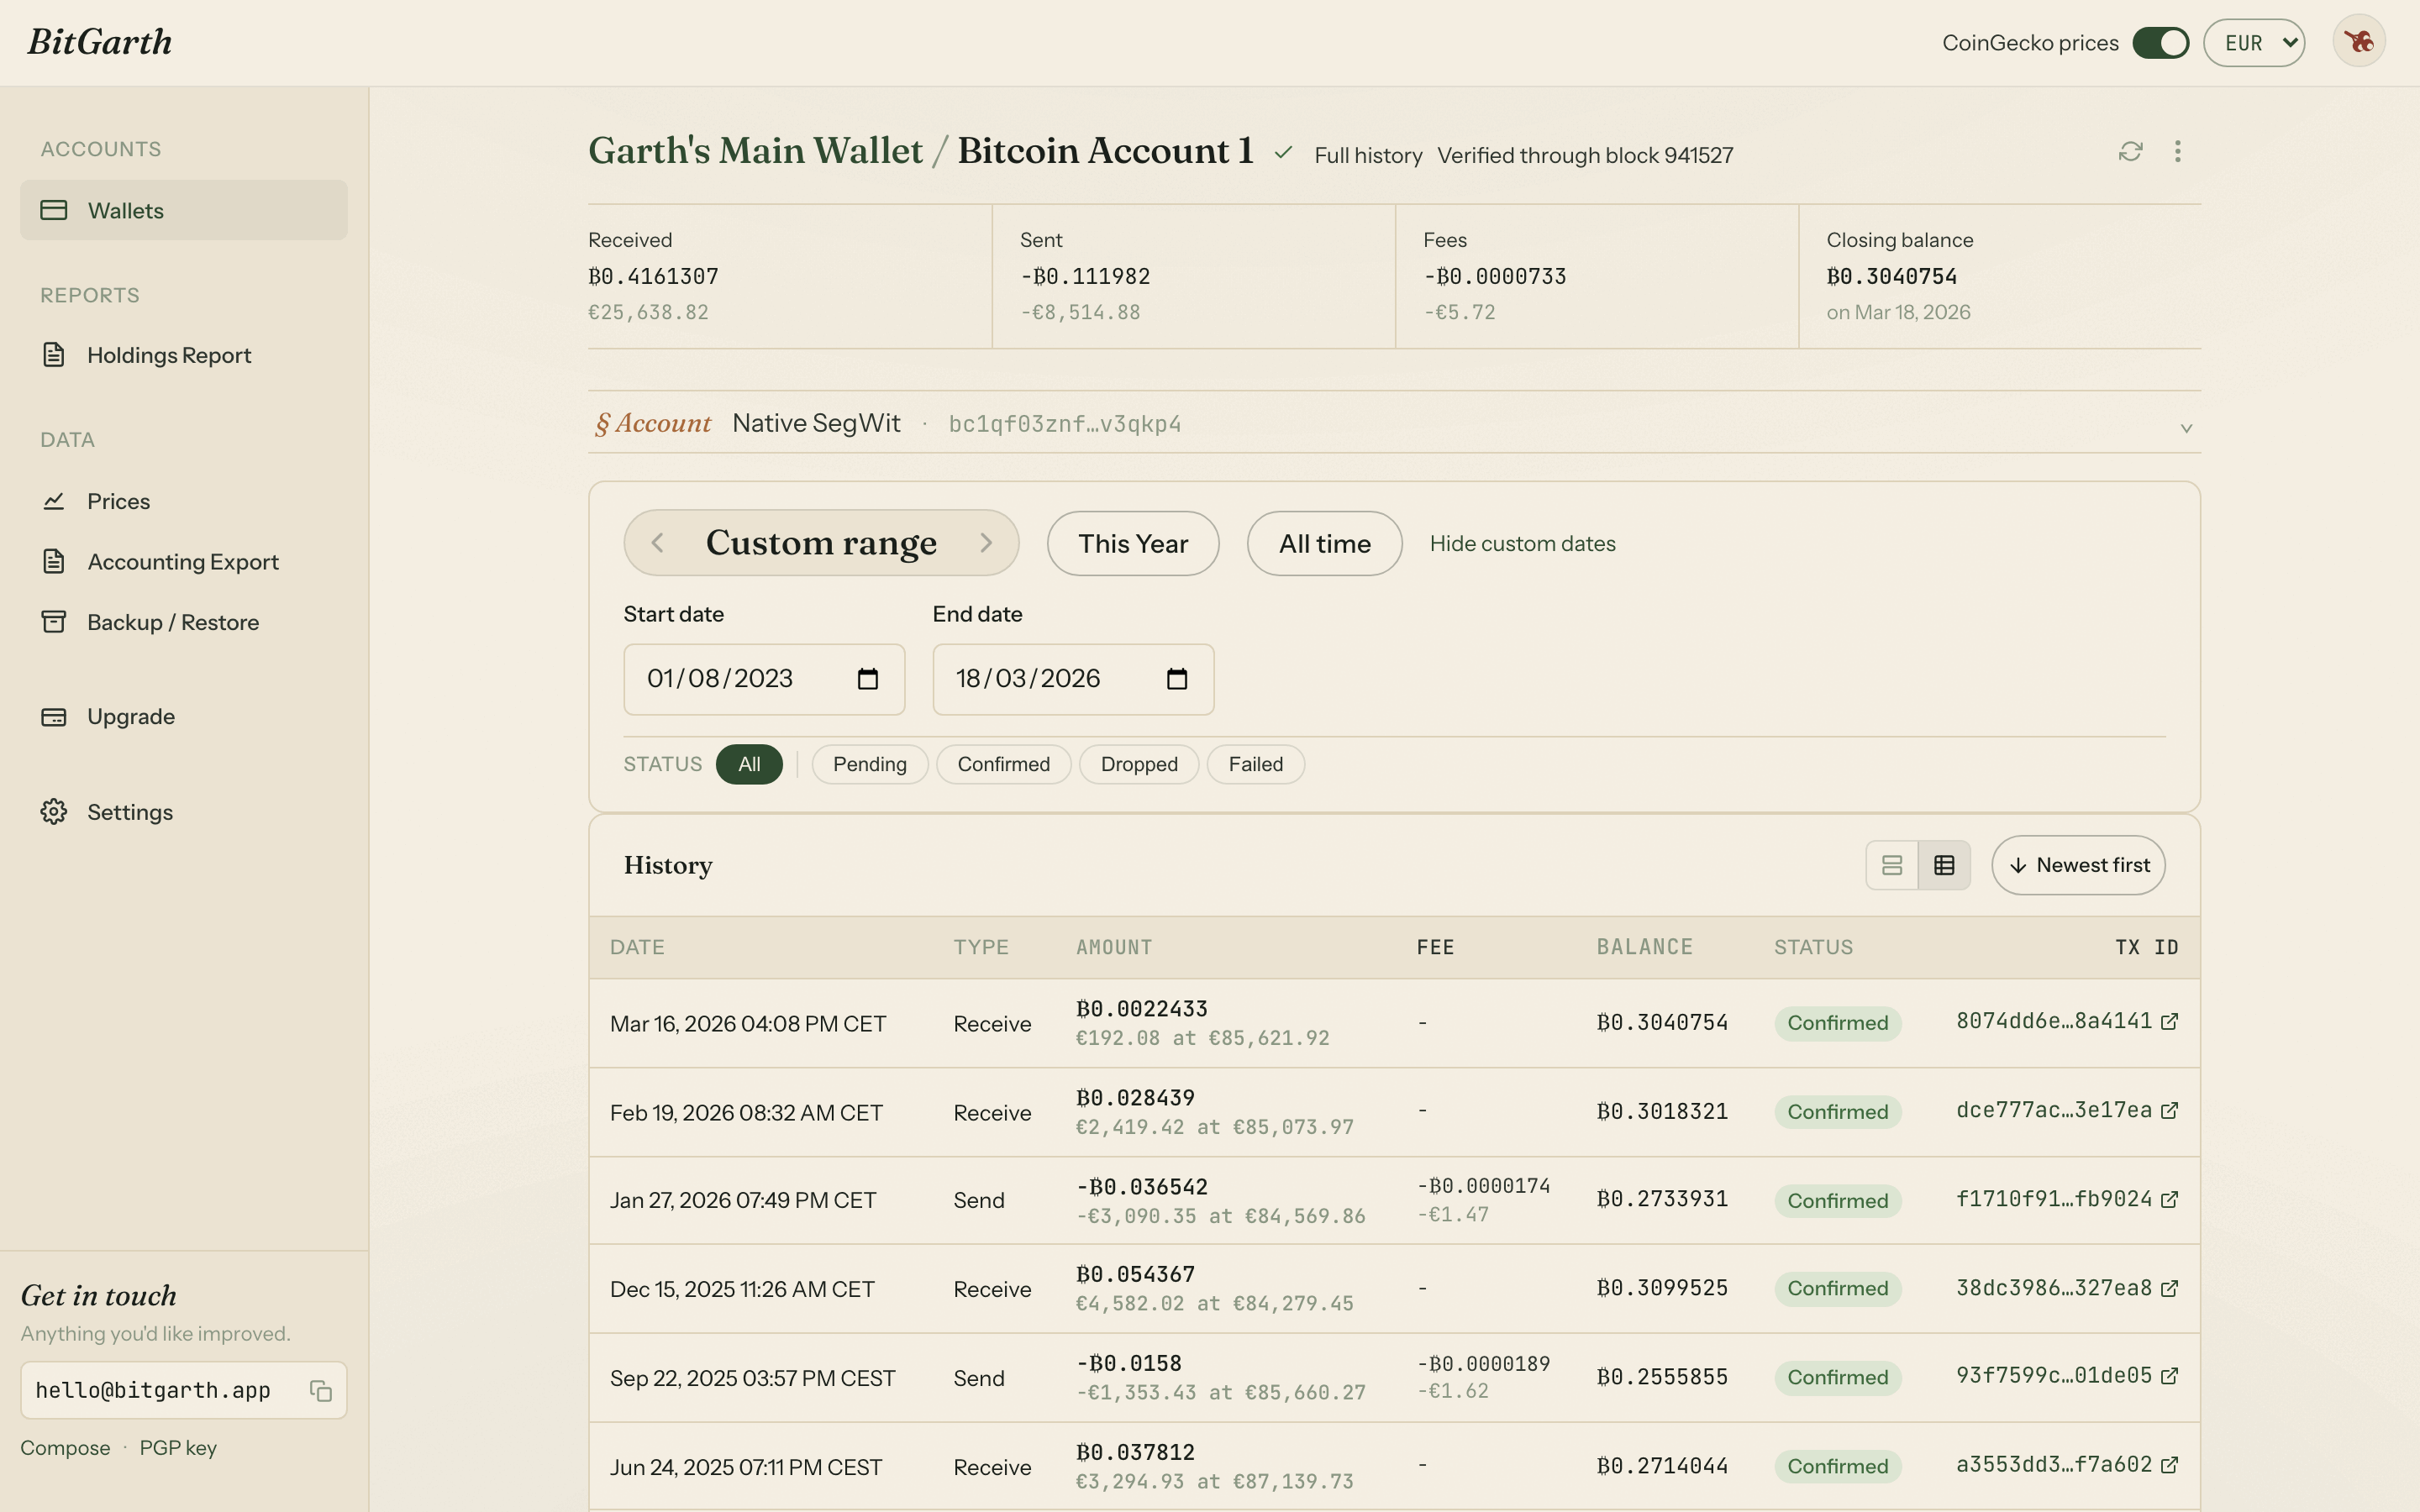 BitGarth
CoinGecko prices
EUR
ACCOUNTS
Wallets
REPORTS
Holdings Report
DATA
Prices
Accounting Export
Backup / Restore
Upgrade
Settings
Get in touch
Anything you'd like improved.
hello@bitgarth.app
Compose · PGP key
Garth's Main Wallet / Bitcoin Account 1 Full history Verified through block 941527
Received Sent Fees Closing balance
₿0.4161307 -₿0.111982 -₿0.0000733 ₿0.3040754
€25,638.82 -€8,514.88 -€5.72 on Mar 18, 2026
§ Account Native SegWit · bc1qf03znf…v3qkp4
Custom range This Year All time Hide custom dates
Start date End date
01/08/2023 18/03/2026
STATUS All Pending Confirmed Dropped Failed
History Newest first
DATE TYPE AMOUNT FEE BALANCE STATUS TX ID
Mar 16, 2026 04:08 PM CET Receive ₿0.0022433 - ₿0.3040754 Confirmed 8074dd6e…8a4141
€192.08 at €85,621.92
Feb 19, 2026 08:32 AM CET Receive ₿0.028439 - ₿0.3018321 Confirmed dce777ac…3e17ea
€2,419.42 at €85,073.97
Jan 27, 2026 07:49 PM CET Send -₿0.036542 -₿0.0000174 ₿0.2733931 Confirmed f1710f91…fb9024
-€3,090.35 at €84,569.86 -€1.47
Dec 15, 2025 11:26 AM CET Receive ₿0.054367 - ₿0.3099525 Confirmed 38dc3986…327ea8
€4,582.02 at €84,279.45
Sep 22, 2025 03:57 PM CEST Send -₿0.0158 -₿0.0000189 ₿0.2555855 Confirmed 93f7599c…01de05
-€1,353.43 at €85,660.27 -€1.62
Jun 24, 2025 07:11 PM CEST Receive ₿0.037812 - ₿0.2714044 Confirmed a3553dd3…f7a602
€3,294.93 at €87,139.73